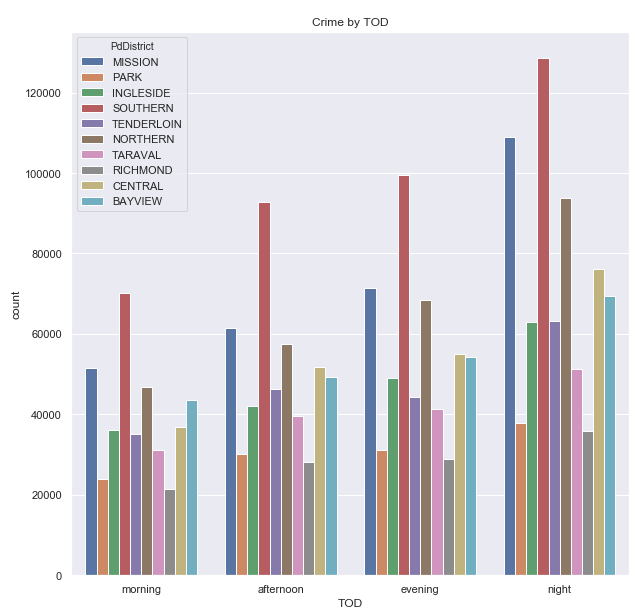 Crime by TOD
PdDistrict
MISSION
PARK
INGLESIDE
SOUTHERN
TENDERLOIN
NORTHERN
TARAVAL
RICHMOND
CENTRAL
BAYVIEW
120000
100000
80000
60000
40000
20000
0
count
morning afternoon evening night
TOD